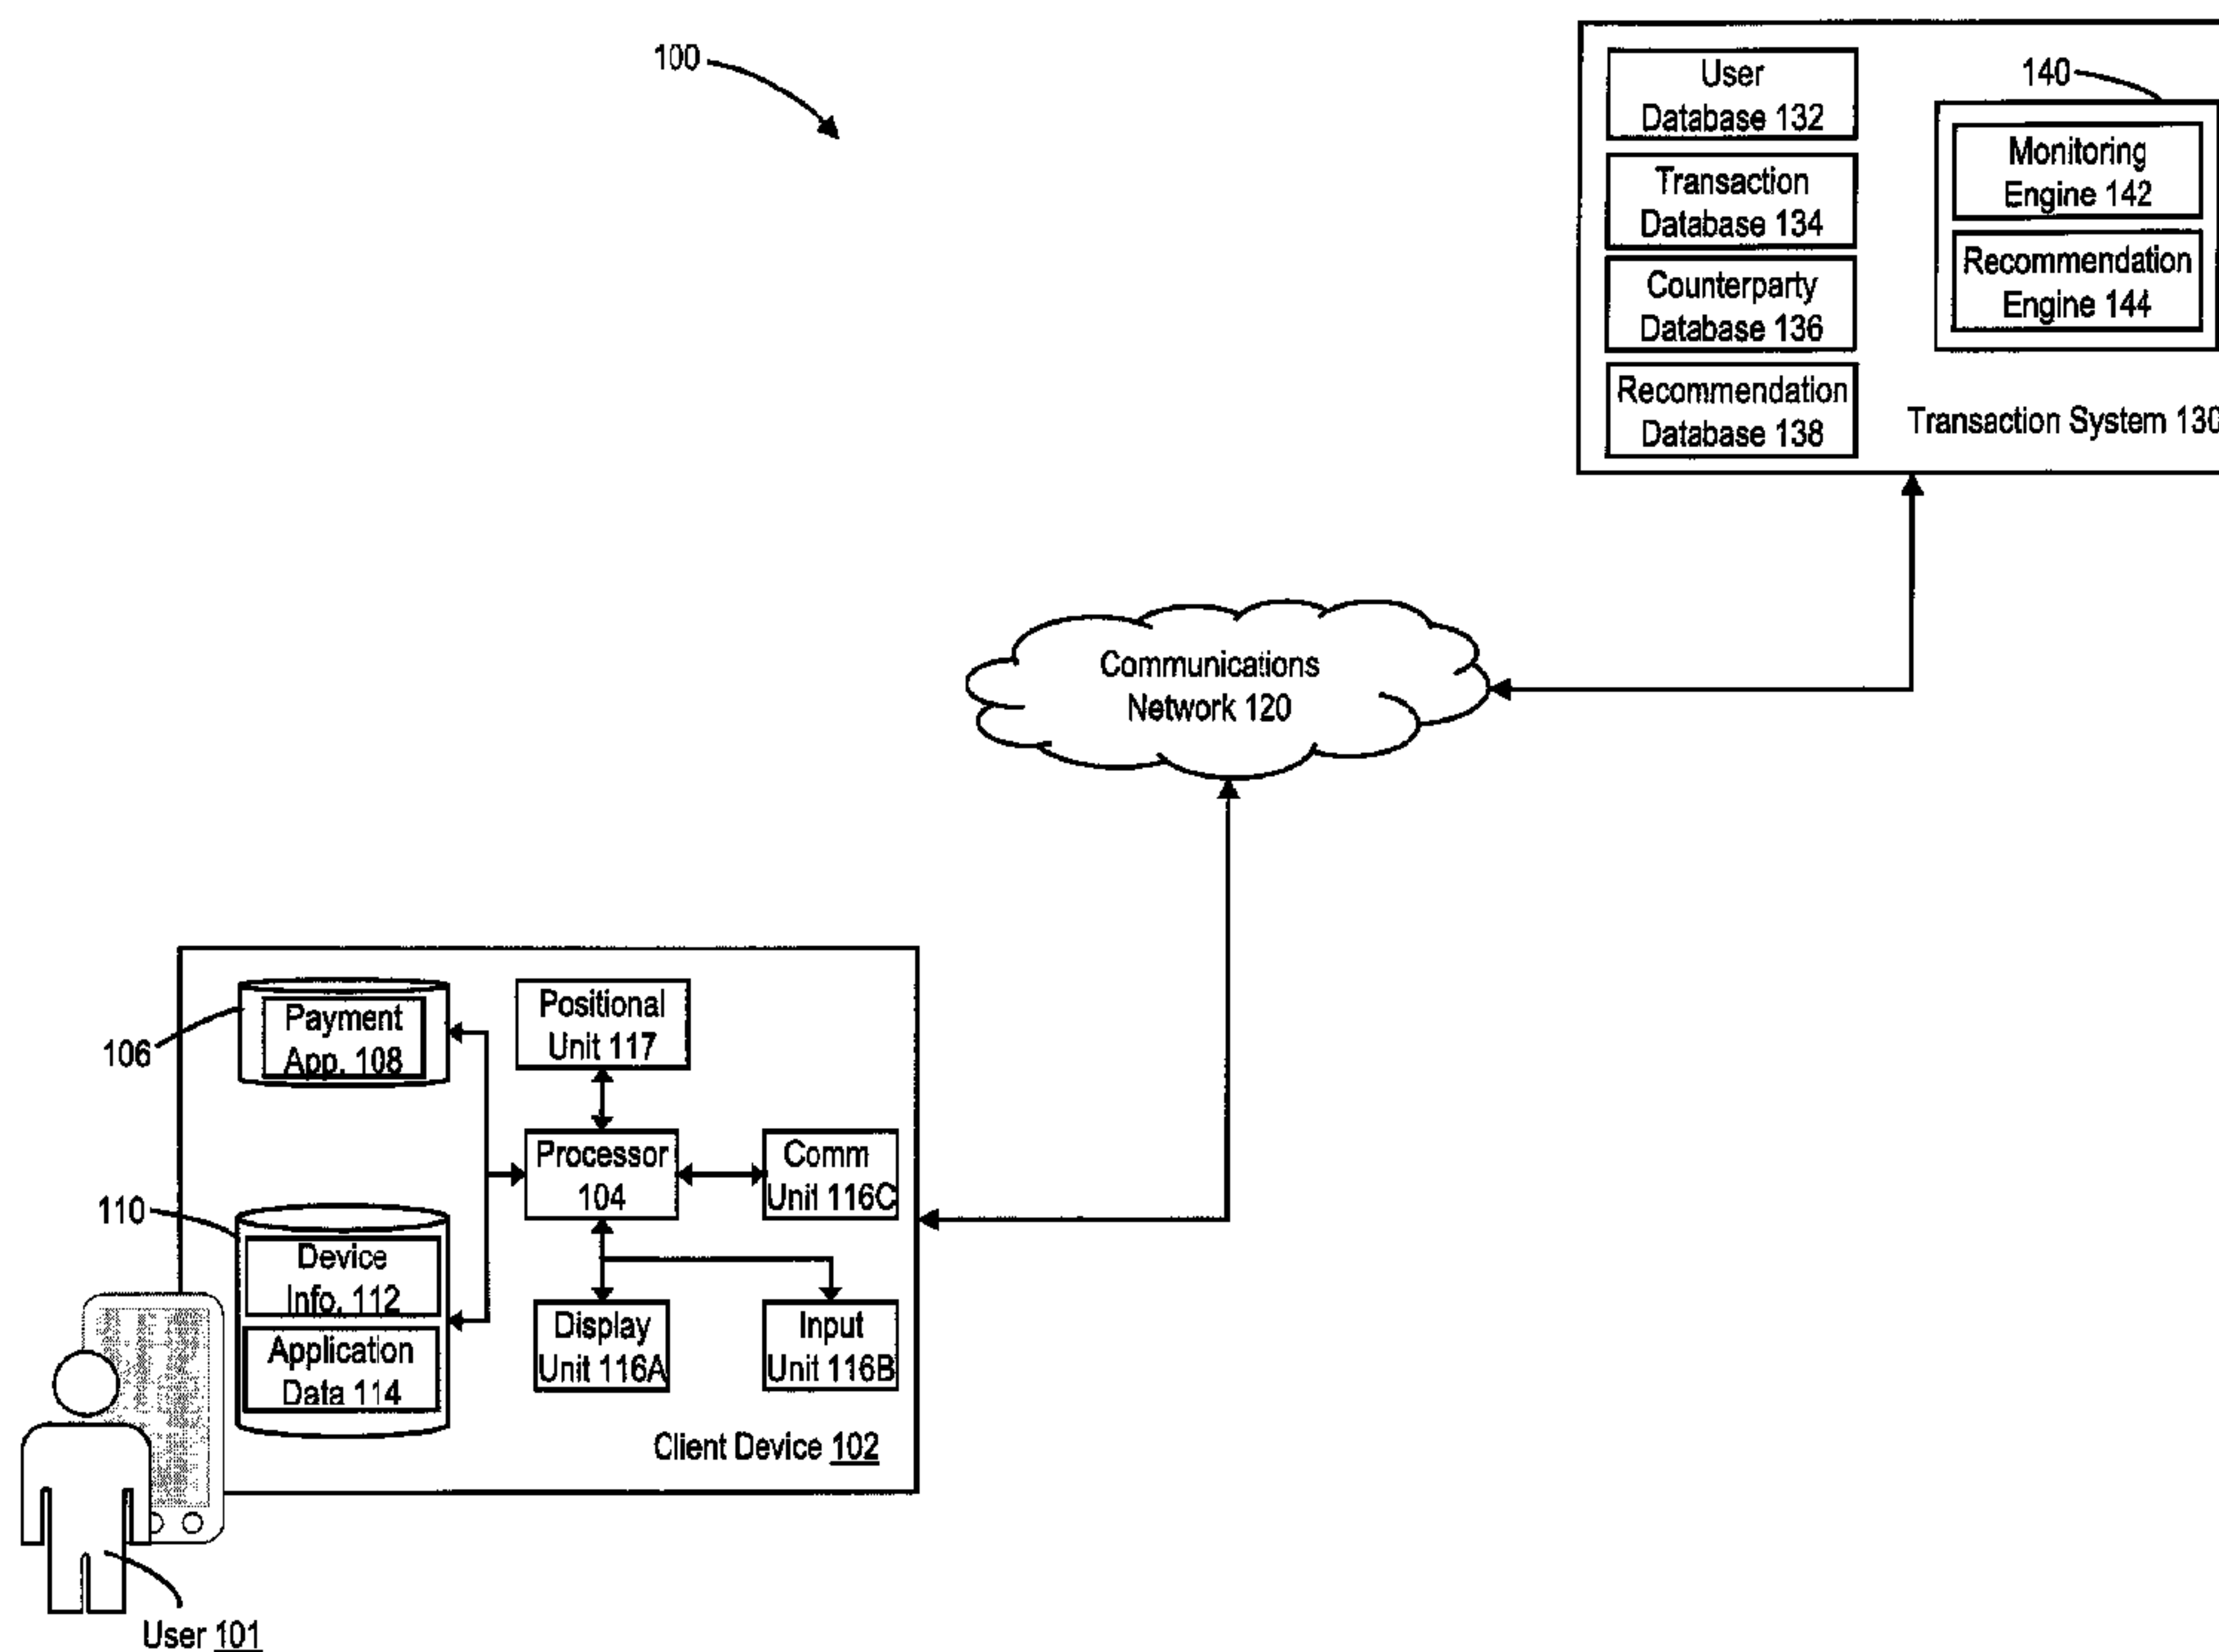 100
User
Database 132
Transaction
Database 134
Counterparty
Database 136
Recommendation
Database 138
140
Monitoring
Engine 142
Recommendation
Engine 144
Transaction System 130
Communications
Network 120
106
Payment
App. 108
Positional
Unit 117
Processor
104
Comm
Unit 116C
110
Device
Info. 112
Application
Data 114
Display
Unit 116A
Input
Unit 116B
Client Device 102
User 101